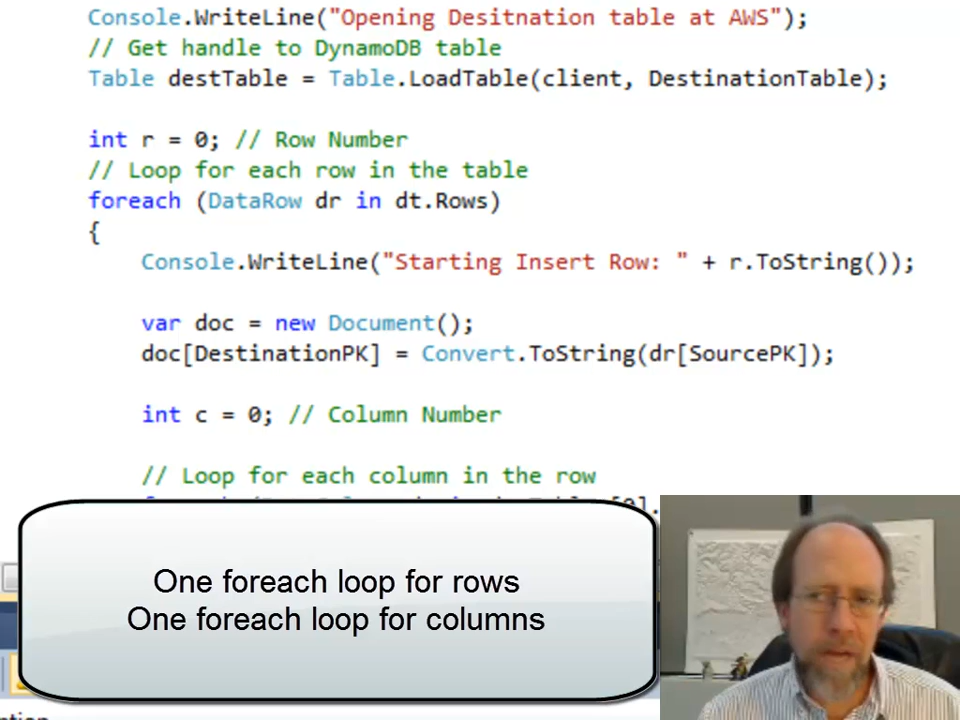 Console.WriteLine("Opening Desitnation table at AWS");
// Get handle to DynamoDB table
Table destTable = Table.LoadTable(client, DestinationTable);
int r = 0; // Row Number
// Loop for each row in the table
foreach (DataRow dr in dt.Rows)
{
Console.WriteLine("Starting Insert Row: " + r.ToString());
var doc = new Document();
doc[DestinationPK] = Convert.ToString(dr[SourcePK]);
int c = 0; // Column Number
// Loop for each column in the row
One foreach loop for rows
One foreach loop for columns